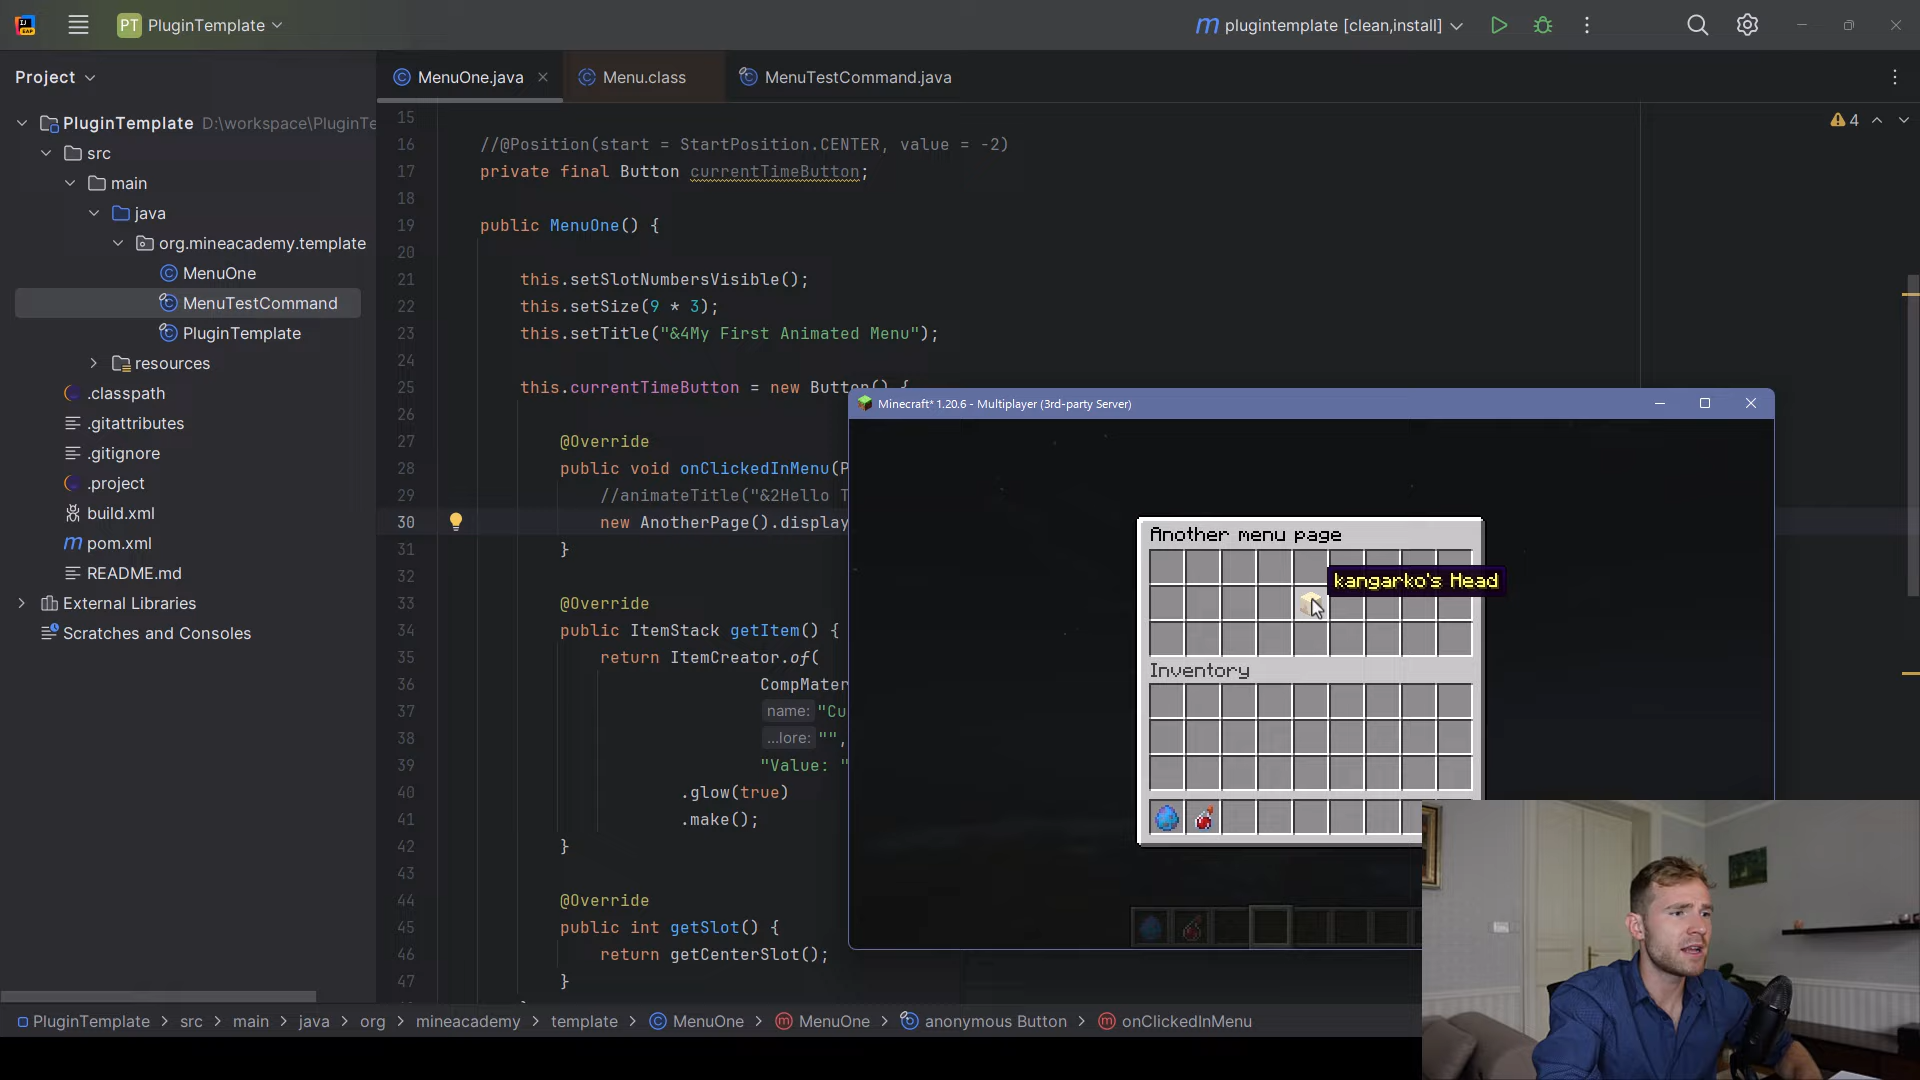 PT PluginTemplate
plugintemplate [clean,install]
Project
MenuOne.java
Menu.class
MenuTestCommand.java
PluginTemplate D:\workspace\PluginTe
src
main
java
org.mineacademy.template
MenuOne
MenuTestCommand
PluginTemplate
resources
.classpath
.gitattributes
.gitignore
.project
build.xml
pom.xml
README.md
External Libraries
Scratches and Consoles
4
15
16 //@Position(start = StartPosition.CENTER, value = -2)
17 private final Button currentTimeButton;
18
19 public MenuOne() {
20
21 this.setSlotNumbersVisible();
22 this.setSize(9 * 3);
23 this.setTitle("&4My First Animated Menu");
24
25 this.currentTimeButton = new Button() {
26
27 @Override
28 public void onClickedInMenu(P
29 //animateTitle("&2Hello T
30 new AnotherPage().display
31 }
32
33 @Override
34 public ItemStack getItem() {
35 return ItemCreator.of(
36 CompMater
37 name: "Cu
38 ...lore: "",
39 "Value: "
40 .glow(true)
41 .make();
42 }
43
44 @Override
45 public int getSlot() {
46 return getCenterSlot();
47 }
Minecraft* 1.20.6 - Multiplayer (3rd-party Server)
Another menu page
kangarko's Head
Inventory
PluginTemplate > src > main > java > org > mineacademy > template > MenuOne > MenuOne > anonymous Button > onClickedInMenu